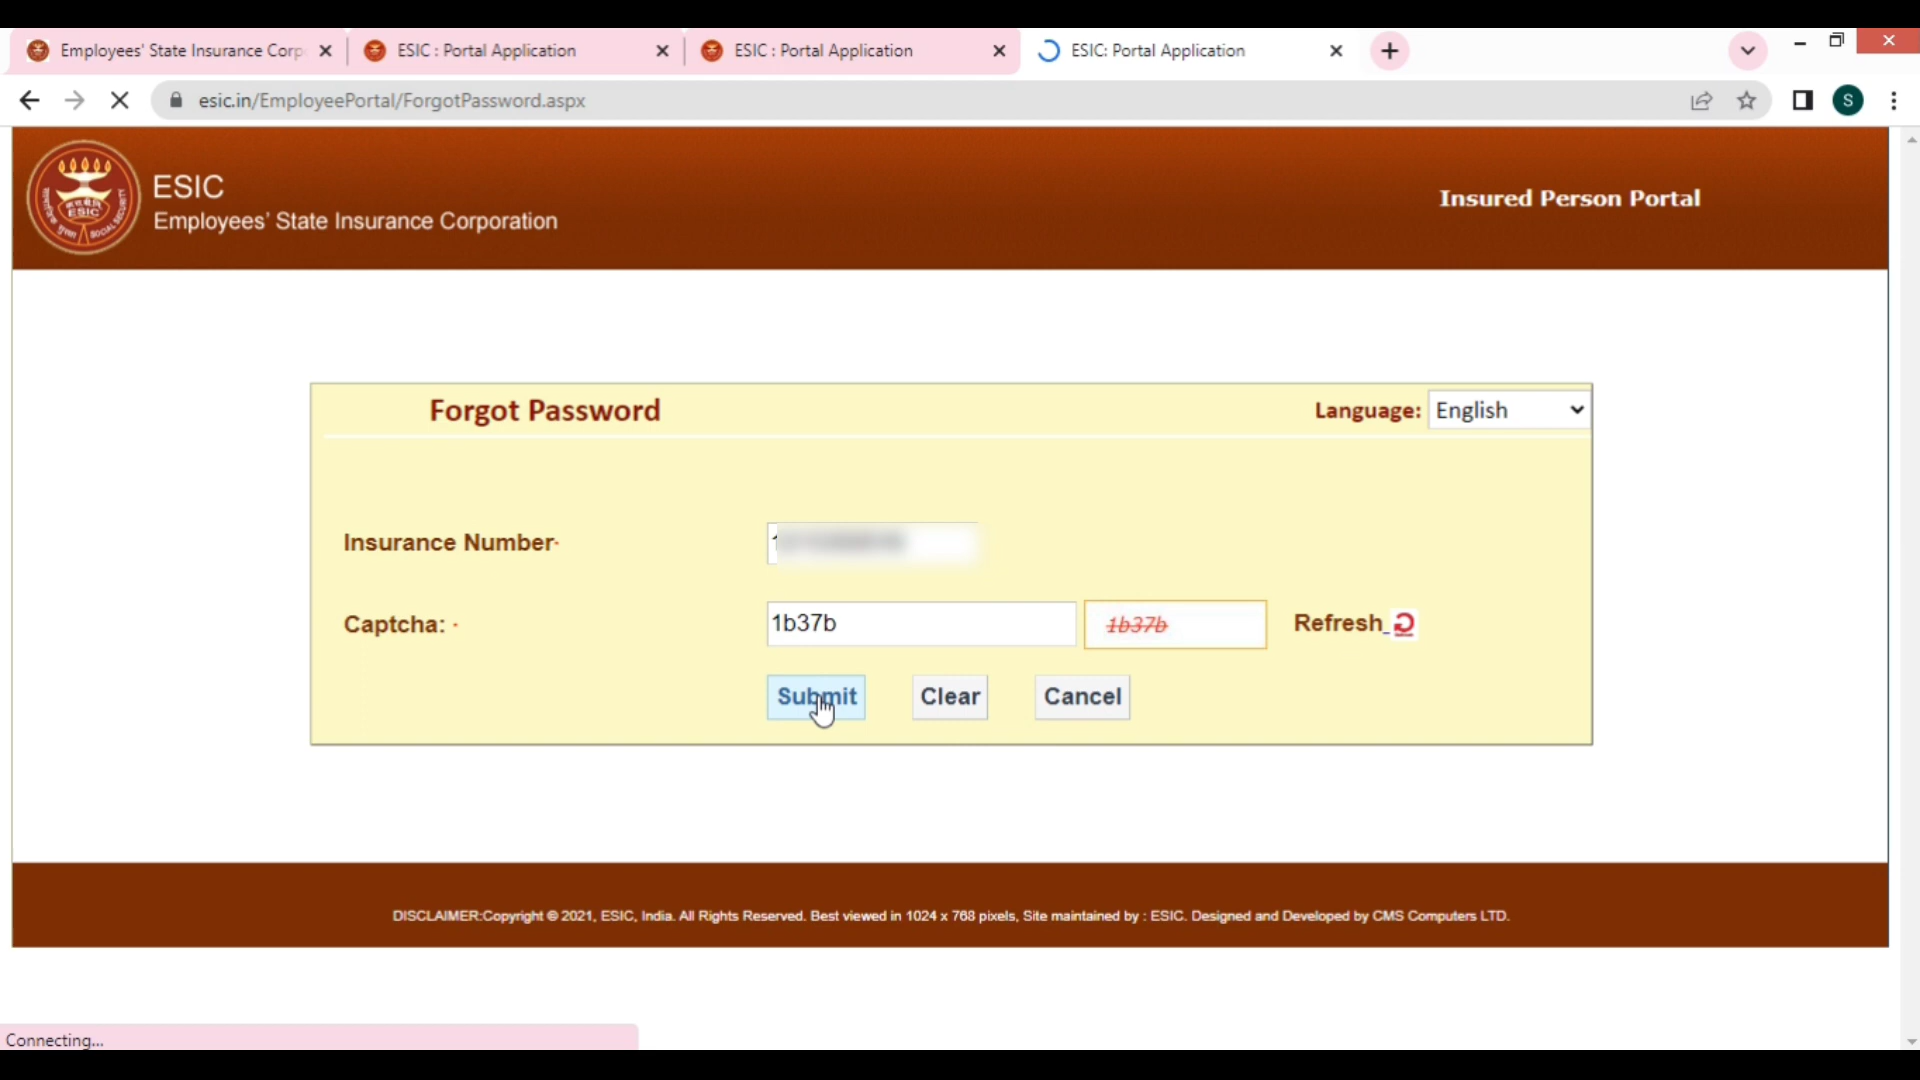 Employees' State Insurance Corp
ESIC : Portal Application
ESIC : Portal Application
ESIC: Portal Application
esic.in/EmployeePortal/ForgotPassword.aspx
S
ESIC
Employees' State Insurance Corporation
Insured Person Portal
Forgot Password
Language: English
Insurance Number
Captcha: 1b37b 1b37b Refresh
Submit Clear Cancel
DISCLAIMER:Copyright © 2021, ESIC, India. All Rights Reserved. Best viewed in 1024 x 768 pixels, Site maintained by : ESIC. Designed and Developed by CMS Computers LTD.
Connecting...